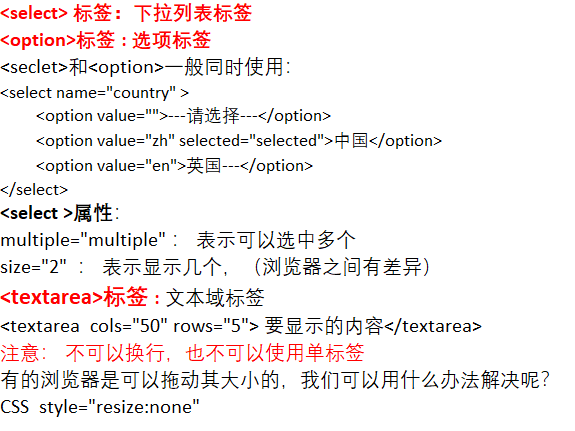 <select> 标签：下拉列表标签
<option>标签 : 选项标签
<seclet>和<option>一般同时使用：
<select name="country" >
<option value="">---请选择---</option>
<option value="zh" selected="selected">中国</option>
<option value="en">英国---</option>
</select>
<select >属性：
multiple="multiple" ： 表示可以选中多个
size="2" ： 表示显示几个，（浏览器之间有差异）
<textarea>标签 : 文本域标签
<textarea cols="50" rows="5"> 要显示的内容</textarea>
注意： 不可以换行，也不可以使用单标签
有的浏览器是可以拖动其大小的，我们可以用什么办法解决呢？
CSS style="resize:none"